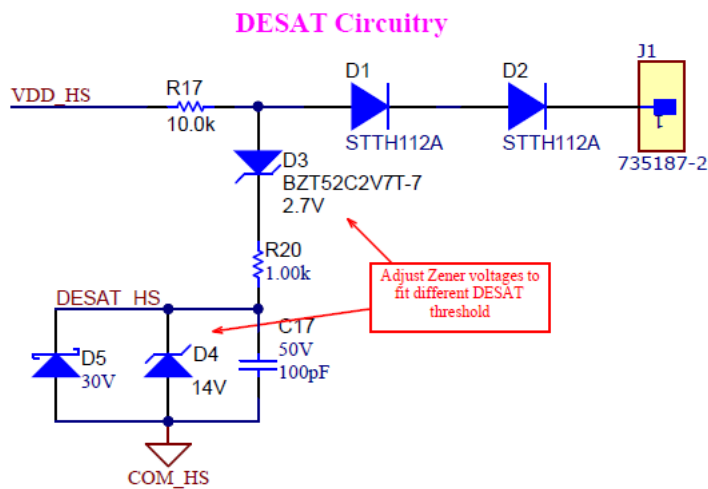 DESAT Circuitry
J1
D1
D2
R17
VDD_HS
10.0k
STTH112A
STTH112A
735187-2
D3
BZT52C2V7T-7
2.7V
R20
1.00k
Adjust Zener voltages to
fit different DESAT
threshold
DESAT_HS
C17
50V
100pF
D5
30V
D4
14V
COM_HS